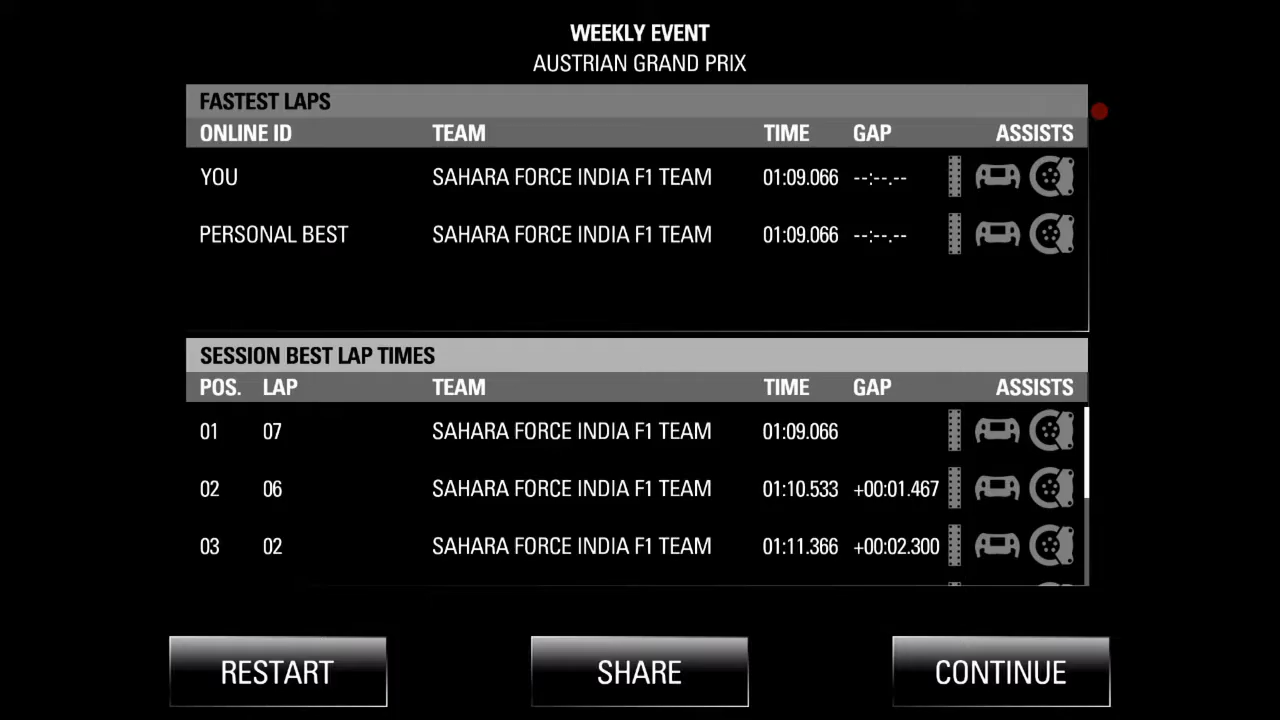 WEEKLY EVENT
AUSTRIAN GRAND PRIX
FASTEST LAPS
ONLINE ID TEAM TIME GAP ASSISTS
YOU SAHARA FORCE INDIA F1 TEAM 01:09.066 --:--.--
PERSONAL BEST SAHARA FORCE INDIA F1 TEAM 01:09.066 --:--.--
SESSION BEST LAP TIMES
POS. LAP TEAM TIME GAP ASSISTS
01 07 SAHARA FORCE INDIA F1 TEAM 01:09.066
02 06 SAHARA FORCE INDIA F1 TEAM 01:10.533 +00:01.467
03 02 SAHARA FORCE INDIA F1 TEAM 01:11.366 +00:02.300
RESTART SHARE CONTINUE